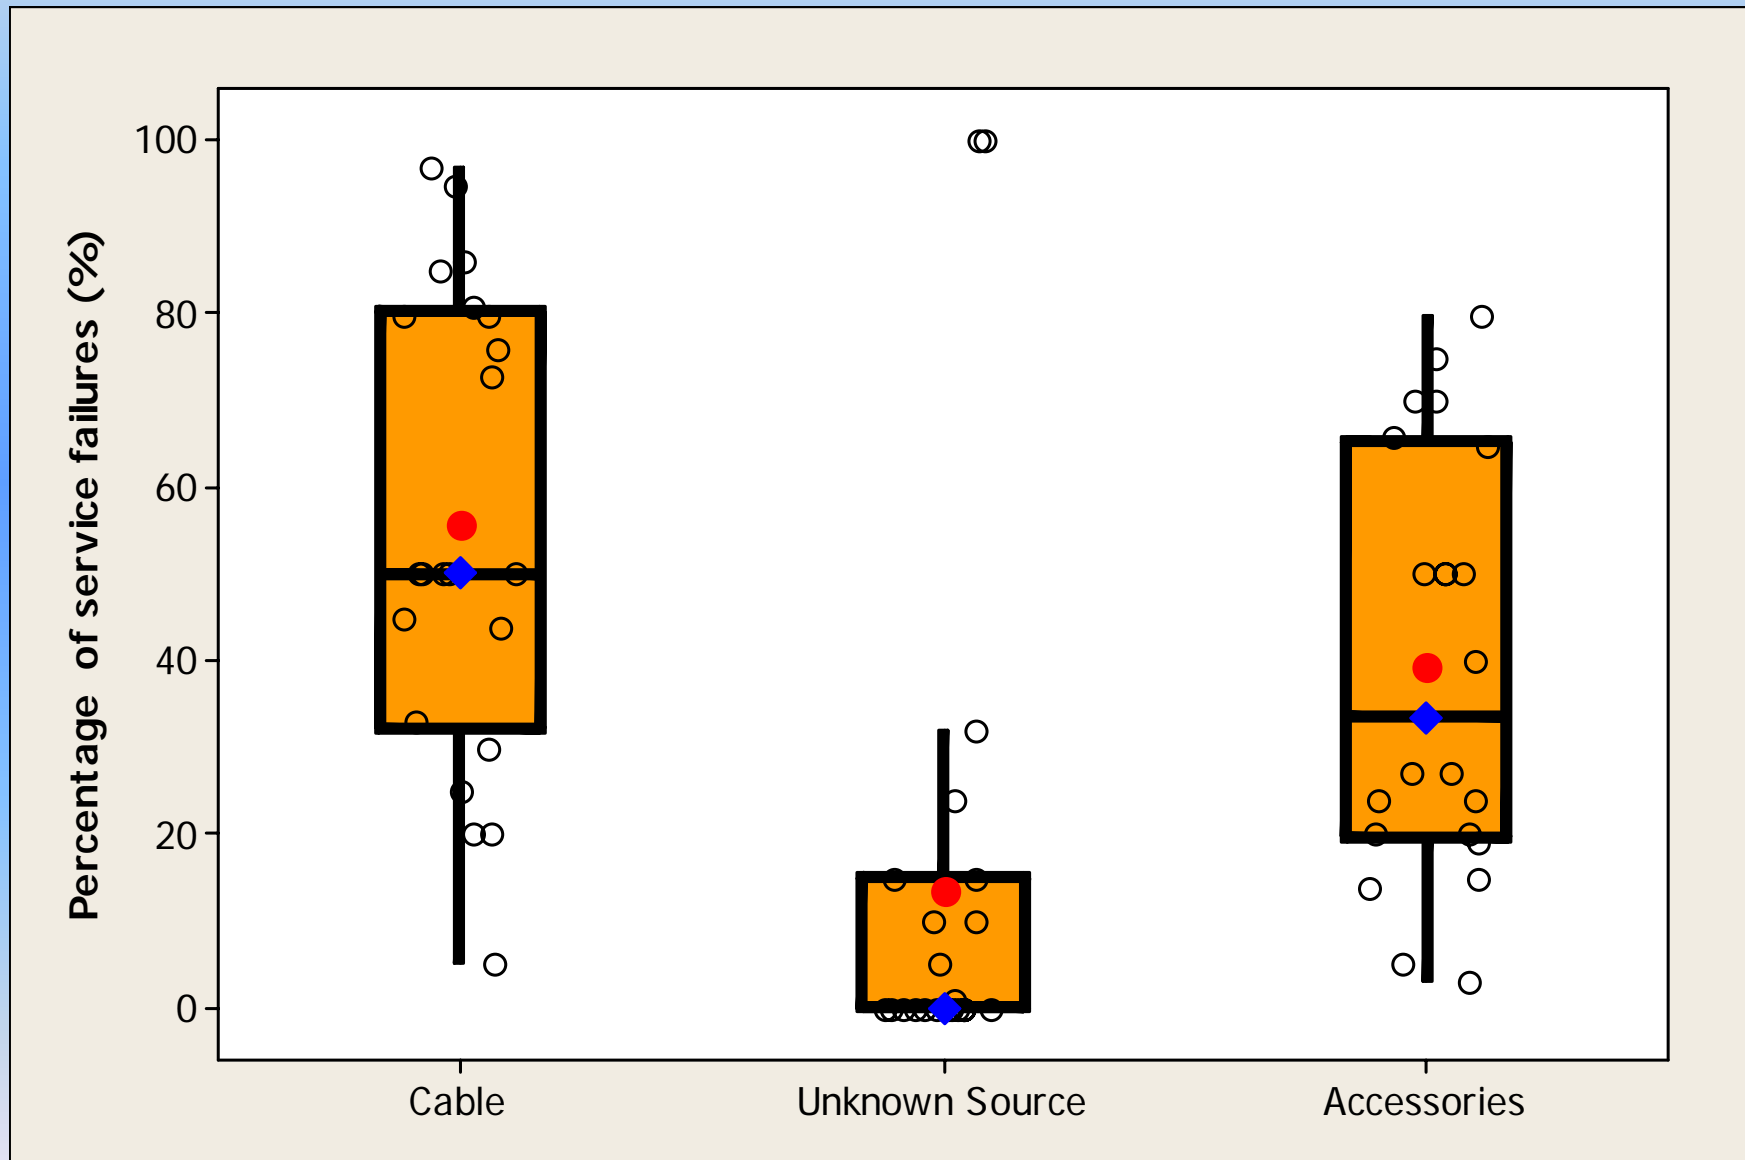 Percentage of service failures (%)
100
80
60
40
20
0
Cable
Unknown Source
Accessories